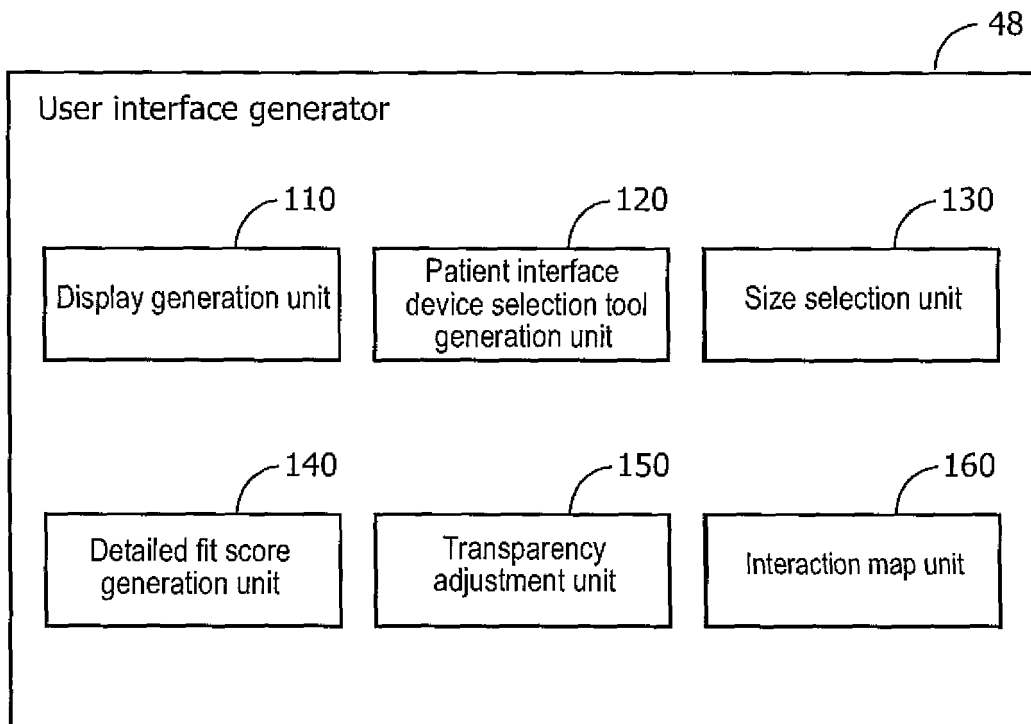 48
User interface generator
110
120
130
Display generation unit
Patient interface
device selection tool
generation unit
Size selection unit
140
150
160
Detailed fit score
generation unit
Transparency
adjustment unit
Interaction map unit